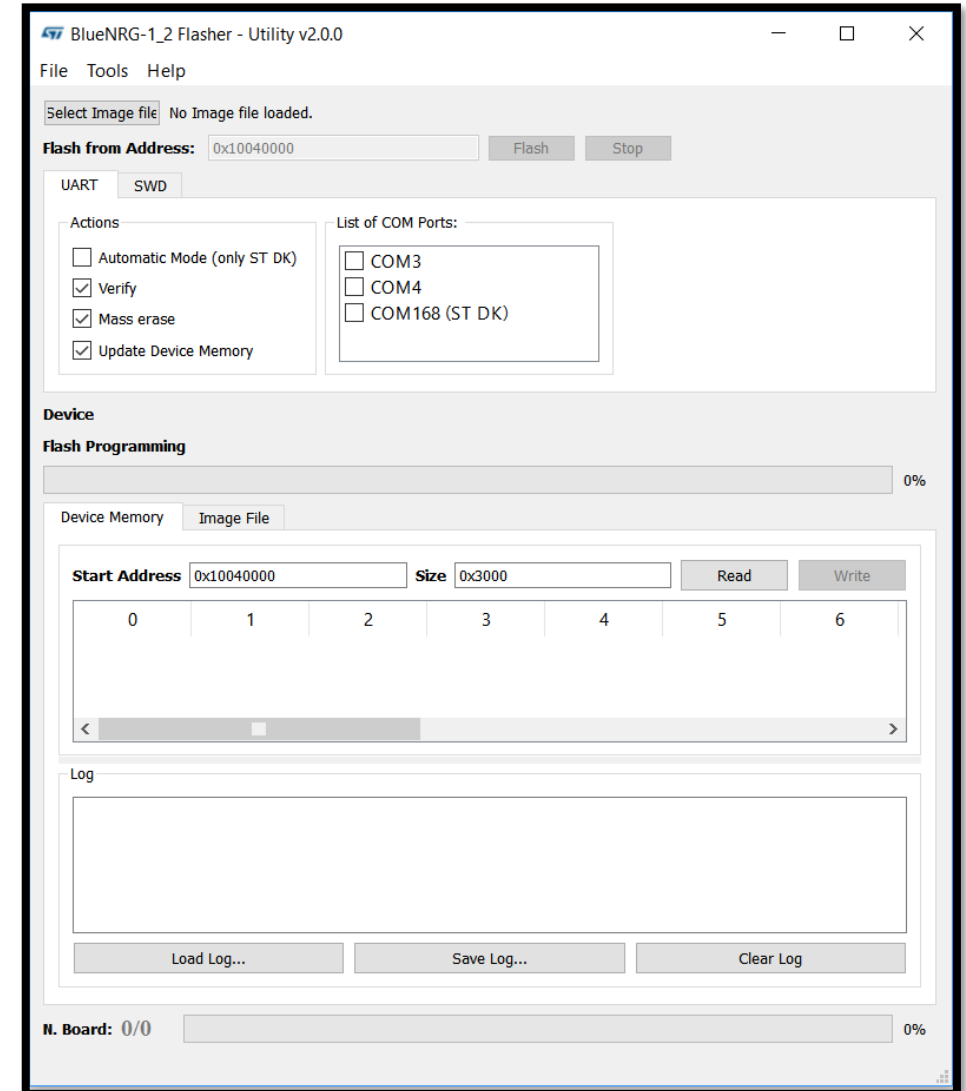 BlueNRG-1_2 Flasher - Utility v2.0.0
File Tools Help
Select Image file No Image file loaded.
Flash from Address: 0x10040000 Flash Stop
UART SWD
Actions
Automatic Mode (only ST DK)
Verify
Mass erase
Update Device Memory
List of COM Ports:
COM3
COM4
COM168 (ST DK)
Device
Flash Programming
0%
Device Memory Image File
Start Address 0x10040000 Size 0x3000 Read Write
0 1 2 3 4 5 6
Log
Load Log... Save Log... Clear Log
N. Board: 0/0 0%